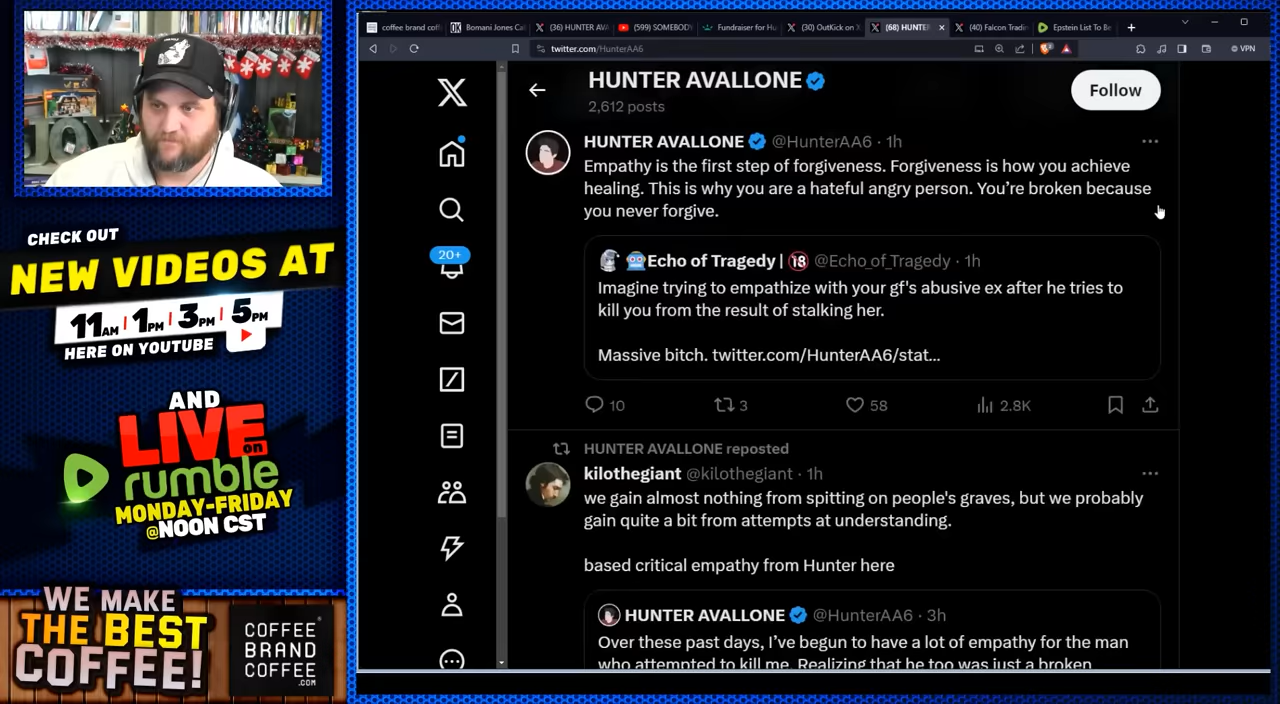 coffee brand coff
Bomani Jones Cal
(36) HUNTER AVA
(599) SOMEBOD
Fundraiser for Hu
(30) OutKick on X
(68) HUNTER
(40) Falcon Tradin
Epstein List To Be
twitter.com/HunterAA6
VPN
CHECK OUT
NEW VIDEOS AT
11AM | 1PM | 3PM | 5PM
HERE ON YOUTUBE
AND
LIVE on
rumble
MONDAY-FRIDAY
@NOON CST
WE MAKE
THE BEST
COFFEE!
COFFEE
BRAND
COFFEE
.COM
20+
HUNTER AVALLONE
2,612 posts
Follow
HUNTER AVALLONE @HunterAA6 · 1h
Empathy is the first step of forgiveness. Forgiveness is how you achieve
healing. This is why you are a hateful angry person. You’re broken because
you never forgive.
Echo of Tragedy | 🔞 @Echo_of_Tragedy · 1h
Imagine trying to empathize with your gf's abusive ex after he tries to
kill you from the result of stalking her.
Massive bitch. twitter.com/HunterAA6/stat...
10 3 58 2.8K
HUNTER AVALLONE reposted
kilothegiant @kilothegiant · 1h
we gain almost nothing from spitting on people's graves, but we probably
gain quite a bit from attempts at understanding.
based critical empathy from Hunter here
HUNTER AVALLONE @HunterAA6 · 3h
Over these past days, I’ve begun to have a lot of empathy for the man
who attempted to kill me. Realizing that he too was just a broken